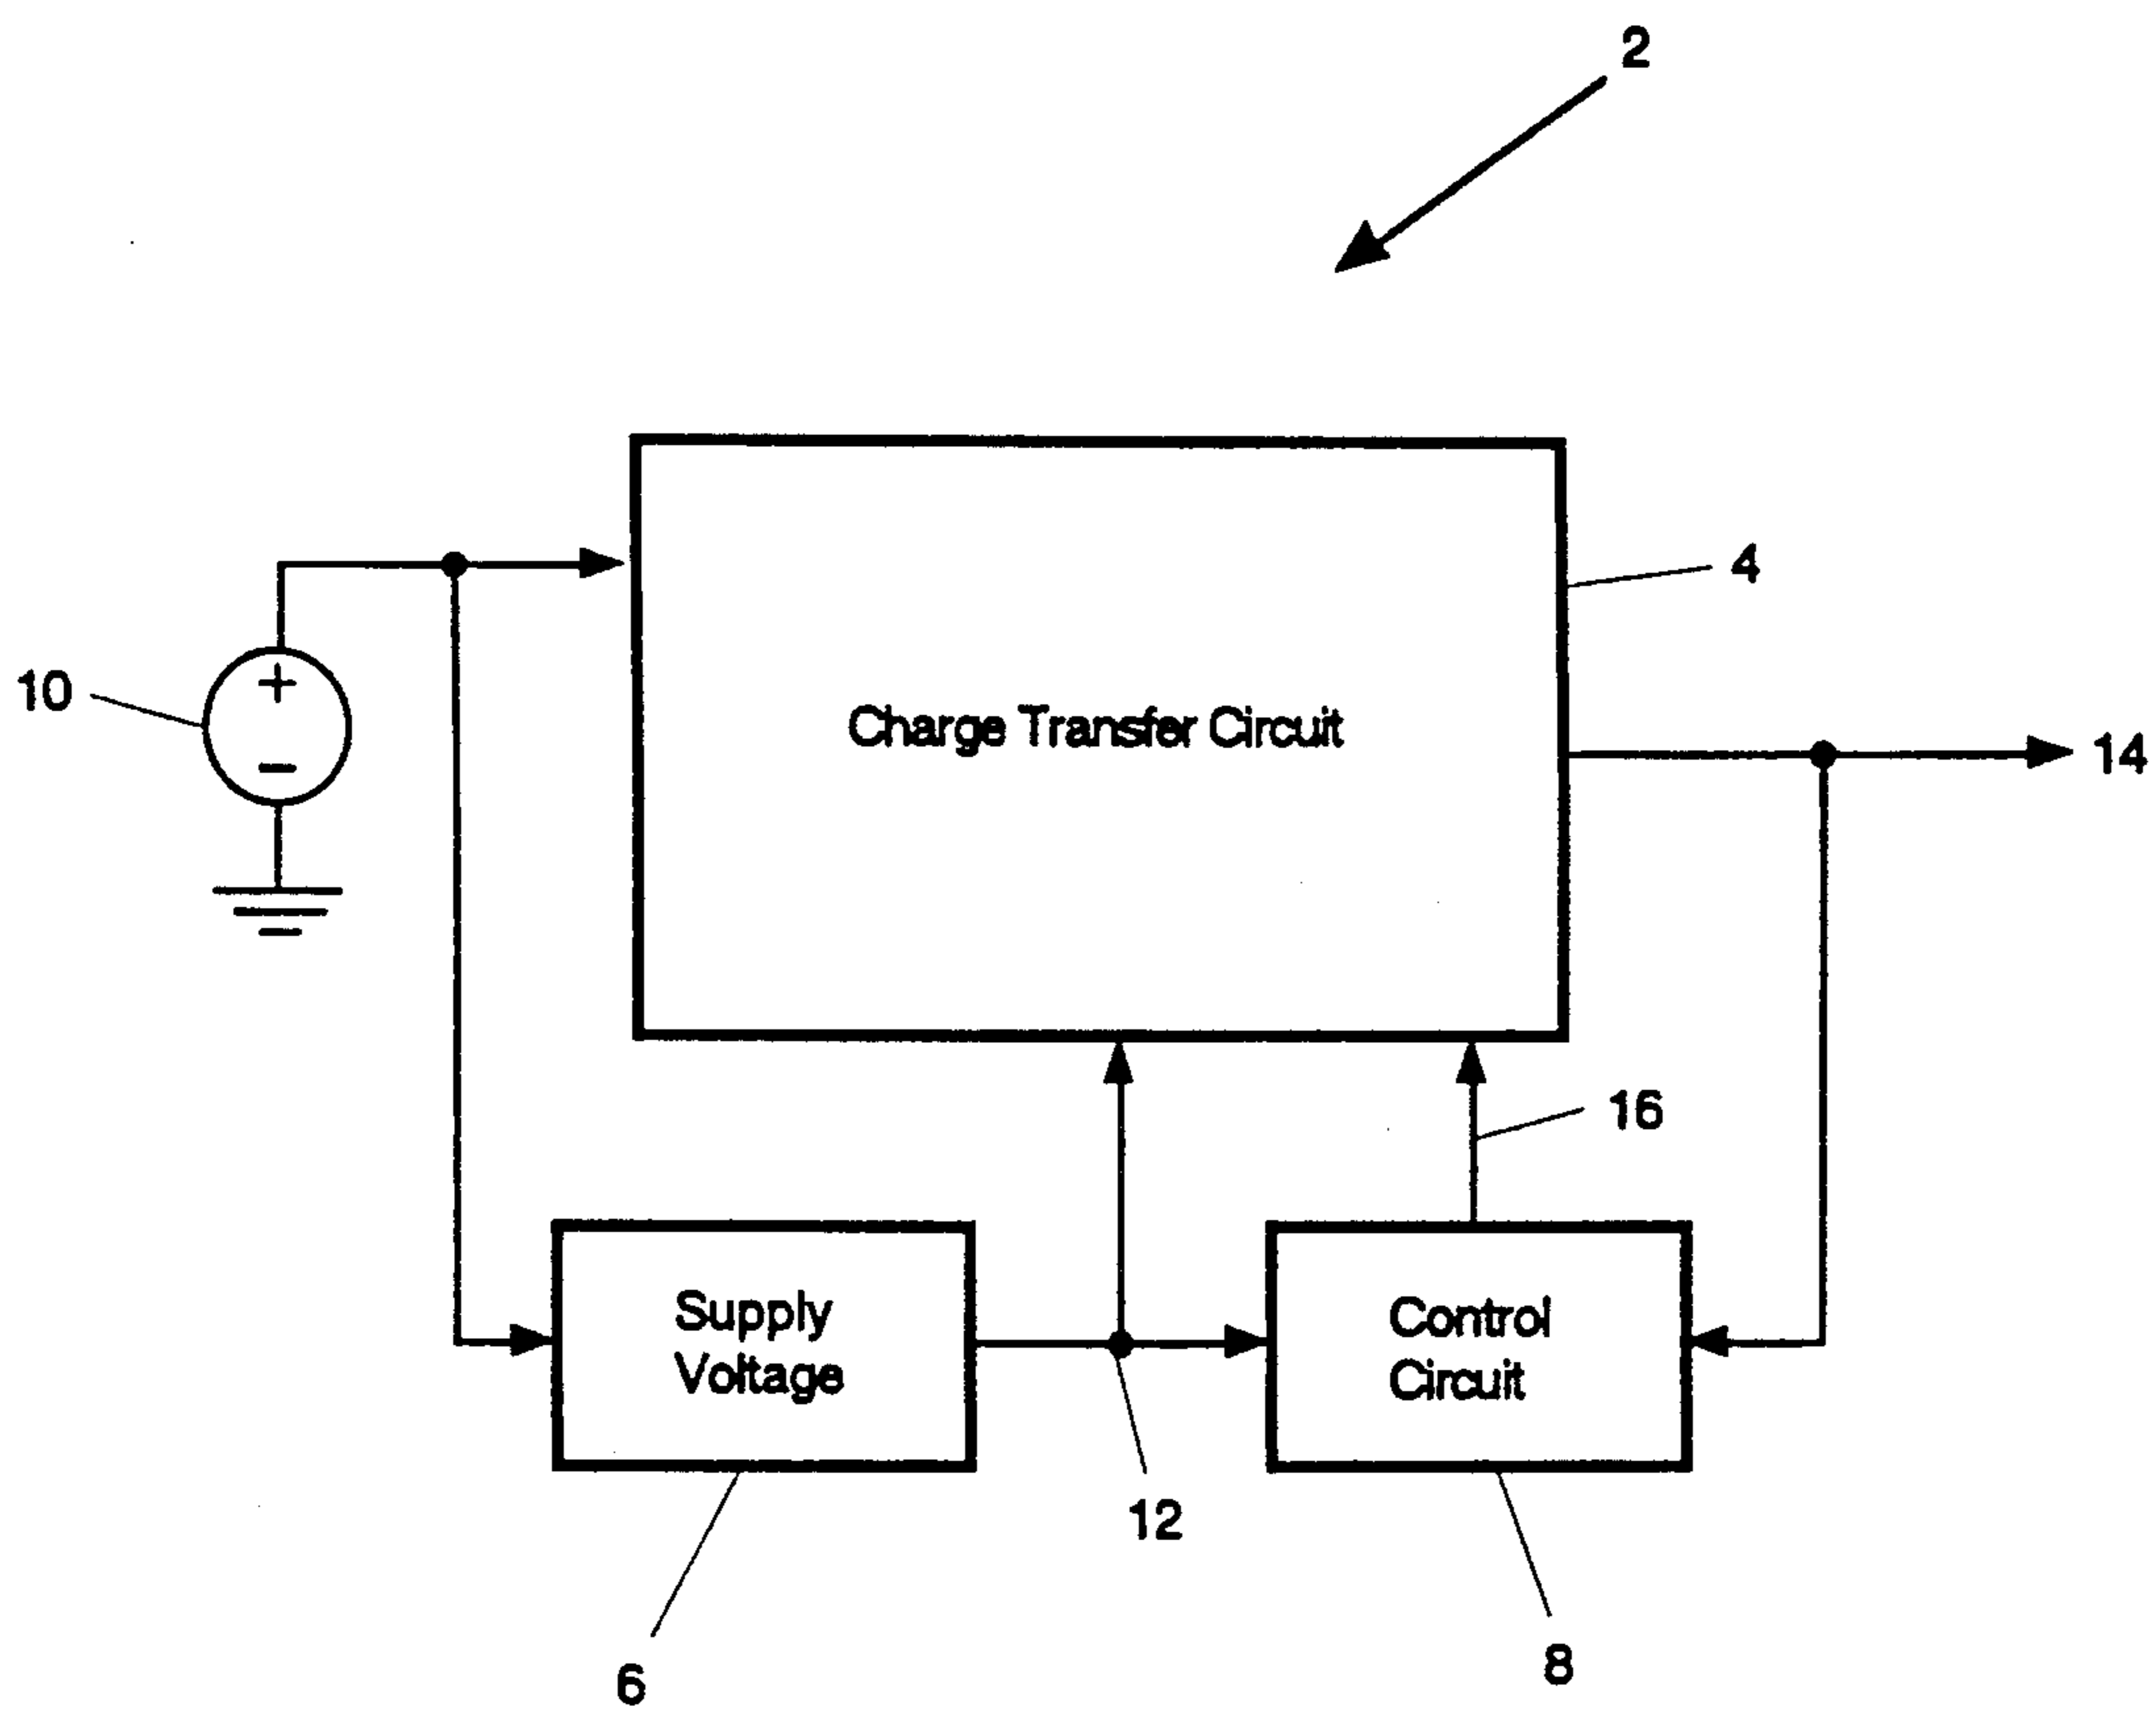 2
4
10
+
Charge Transfer Circuit
−
14
16
Supply
Voltage
Control
Circuit
12
6
8